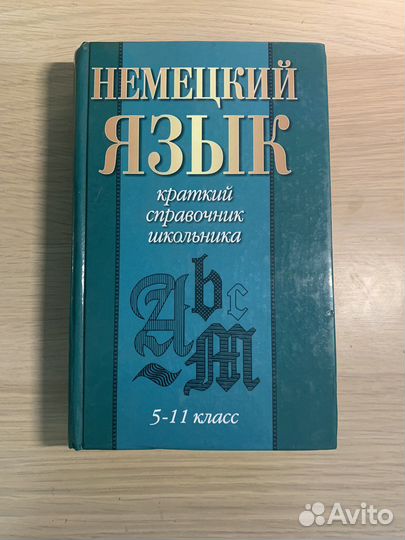 НЕМЕЦКИЙ
ЯЗЫК
краткий
справочник
школьника
A b c
M
5-11 класс
Avito